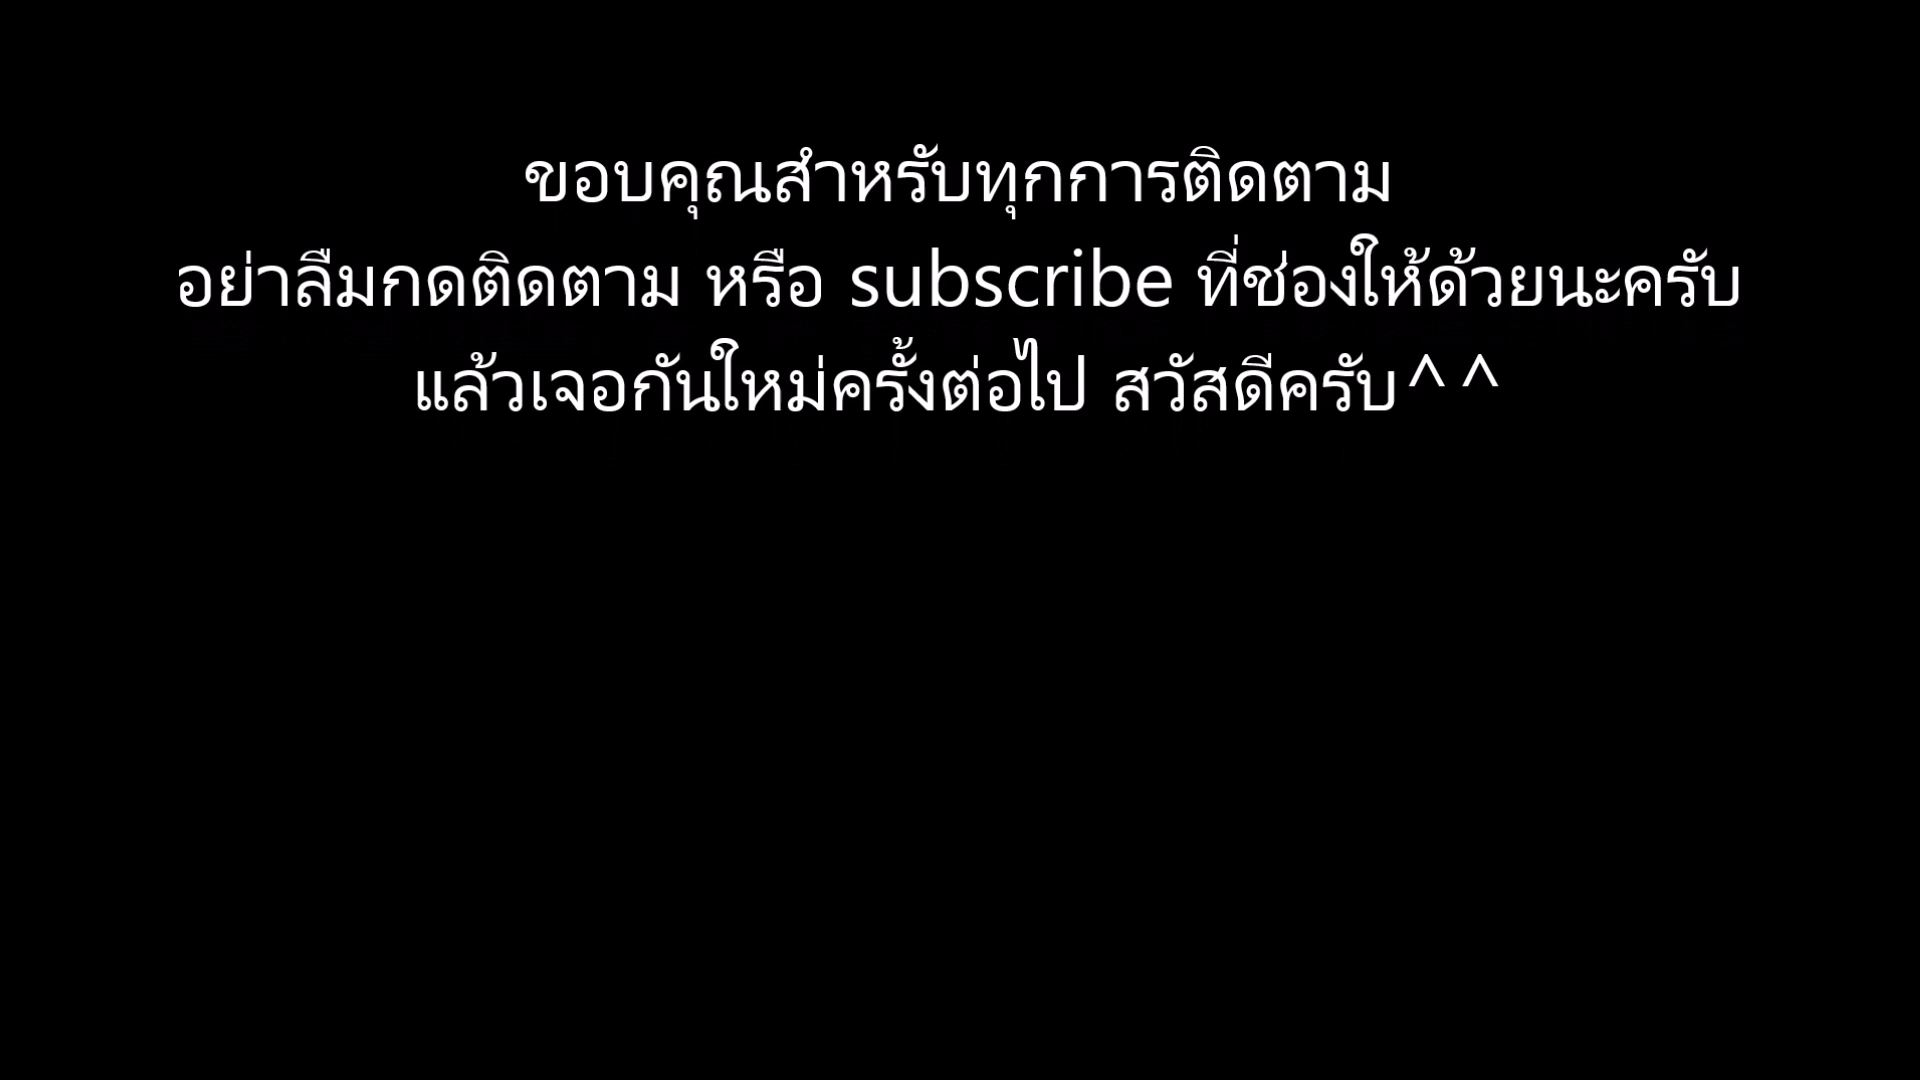 ขอบคุณสำหรับทุกการติดตาม
อย่าลืมกดติดตาม หรือ subscribe ที่ช่องให้ด้วยนะครับ
แล้วเจอกันใหม่ครั้งต่อไป สวัสดีครับ^^